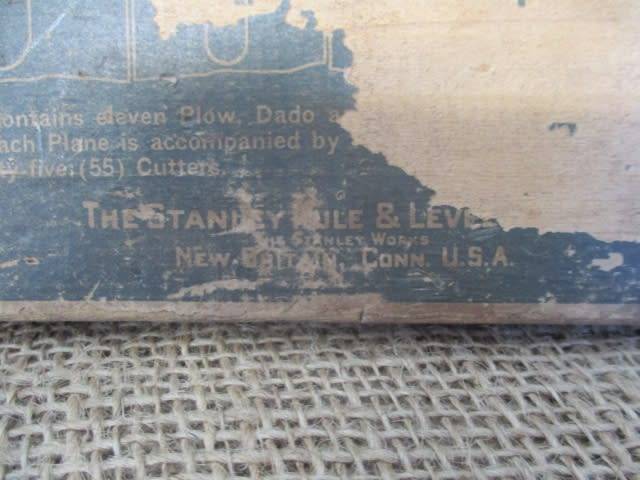 ontains eleven Plow, Dado a
ach Plane is accompanied by
y-five (55) Cutters.
THE STANLEY RULE & LEVE
THE STANLEY WORKS
NEW BRITAIN, CONN. U.S.A.